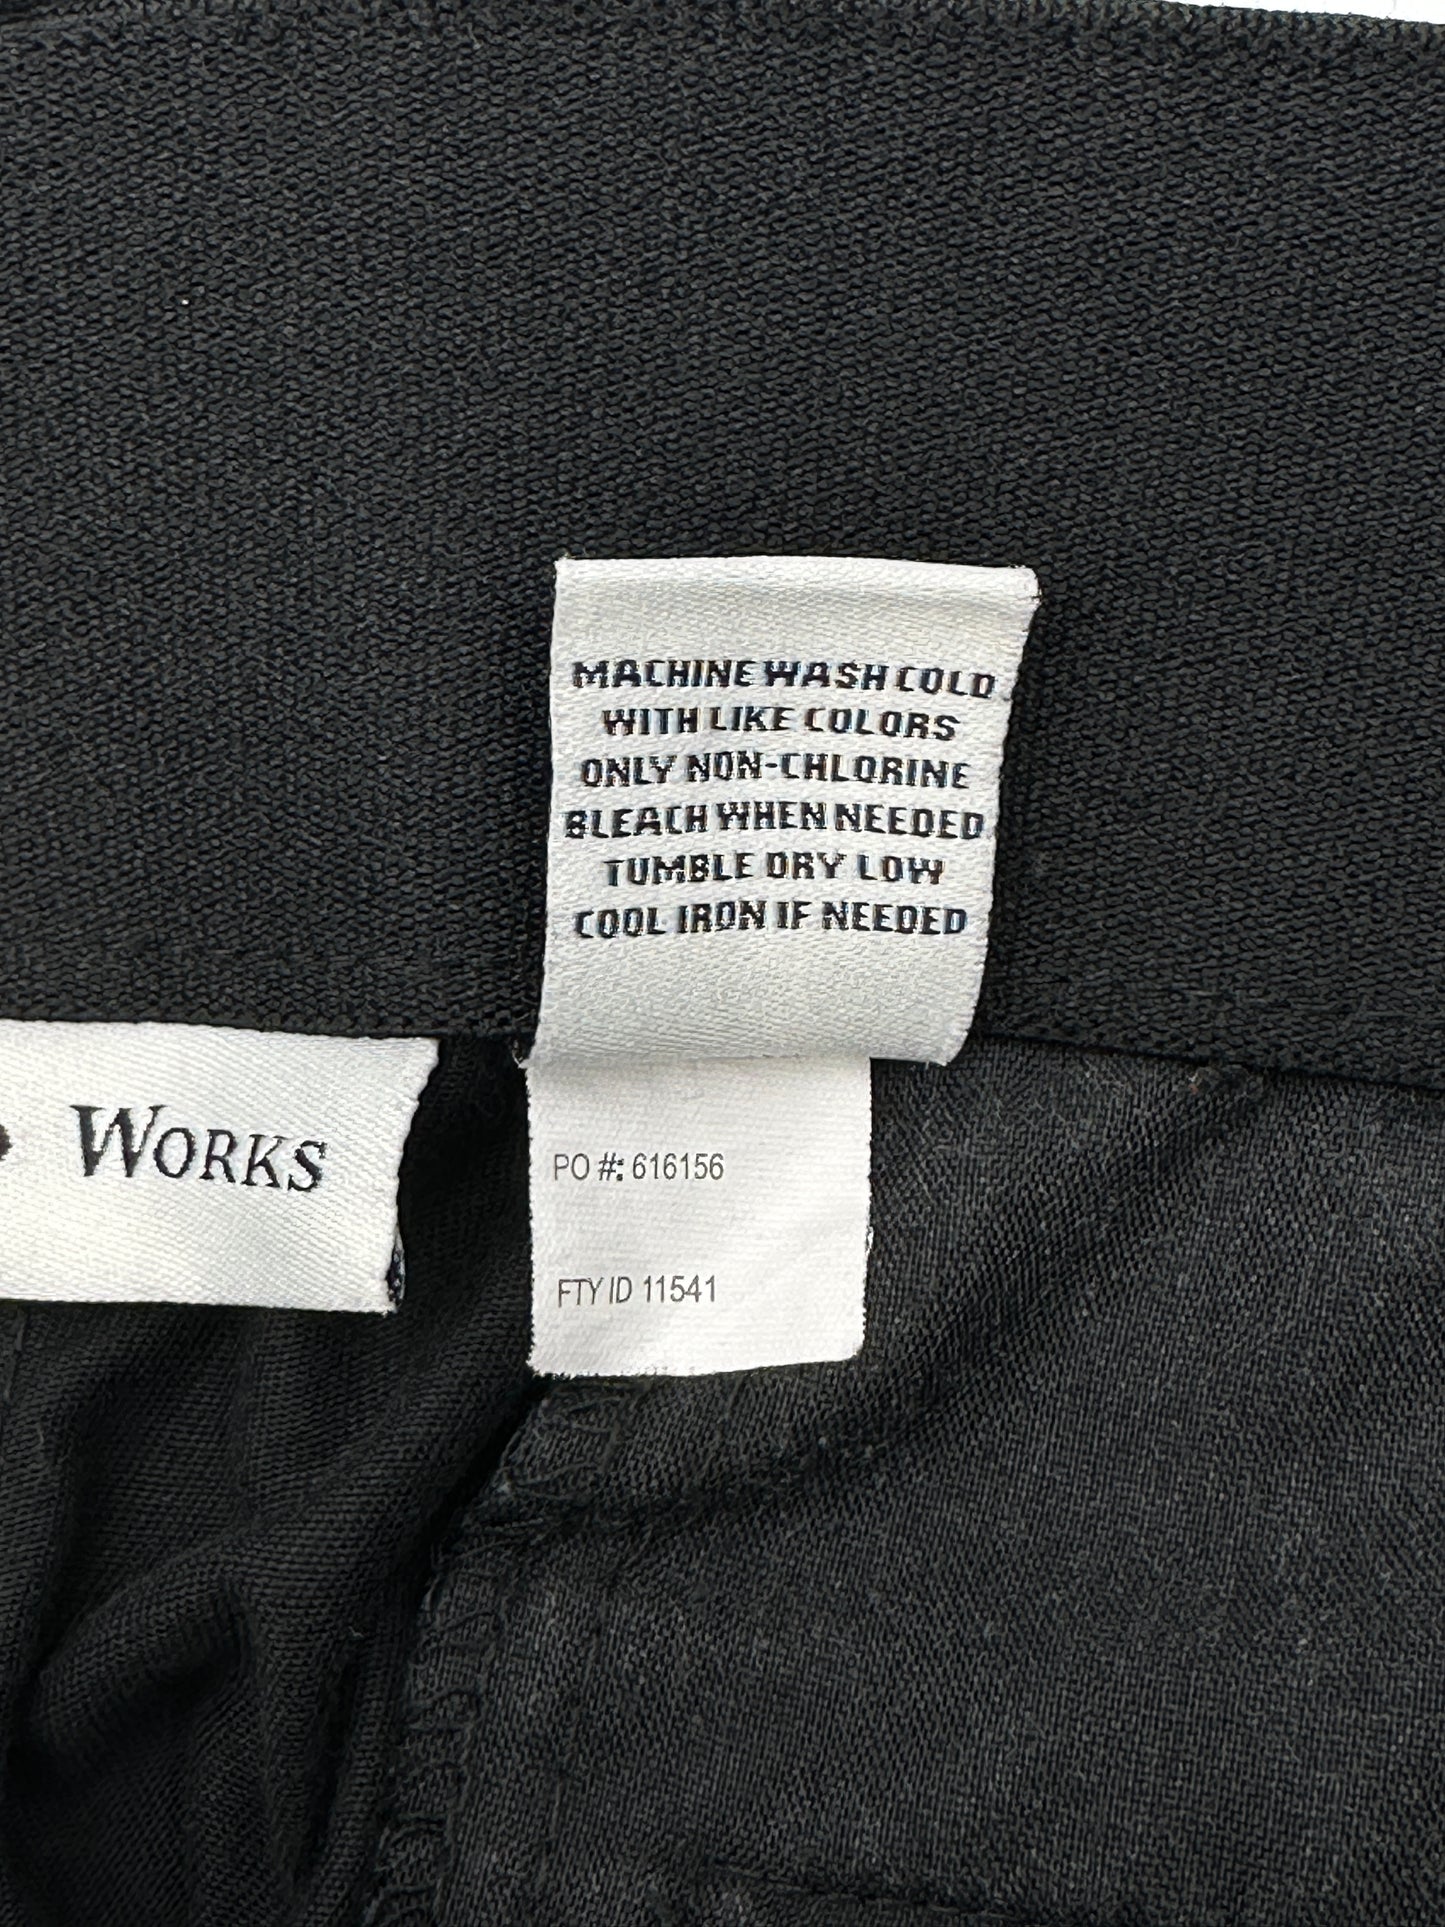 MACHINE WASH COLD
WITH LIKE COLORS
ONLY NON-CHLORINE
BLEACH WHEN NEEDED
TUMBLE DRY LOW
COOL IRON IF NEEDED
WORKS
PO #: 616156
FTY ID 11541